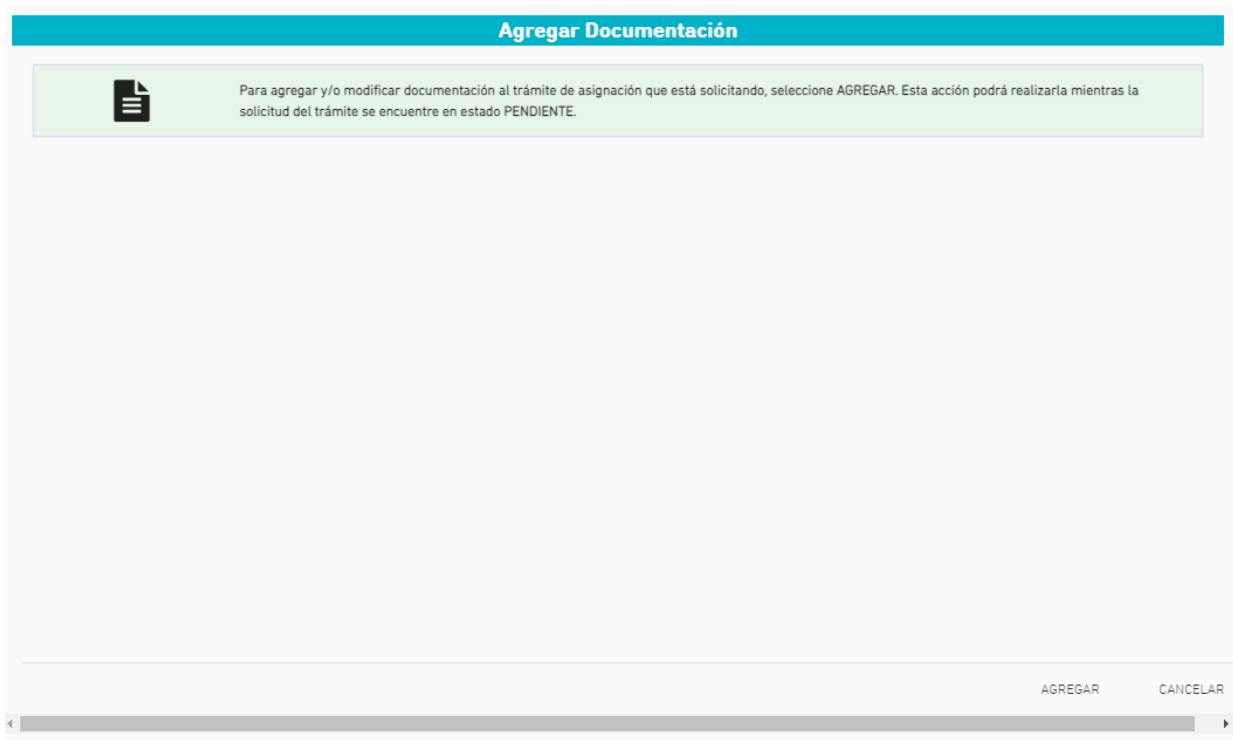 Agregar Documentación
Para agregar y/o modificar documentación al trámite de asignación que está solicitando, seleccione AGREGAR. Esta acción podrá realizarla mientras la
solicitud del trámite se encuentre en estado PENDIENTE.
AGREGAR CANCELAR